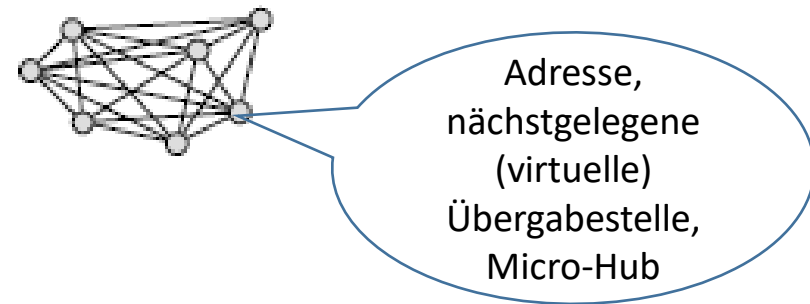 Adresse,
nächstgelegene
(virtuelle)
Übergabestelle,
Micro-Hub